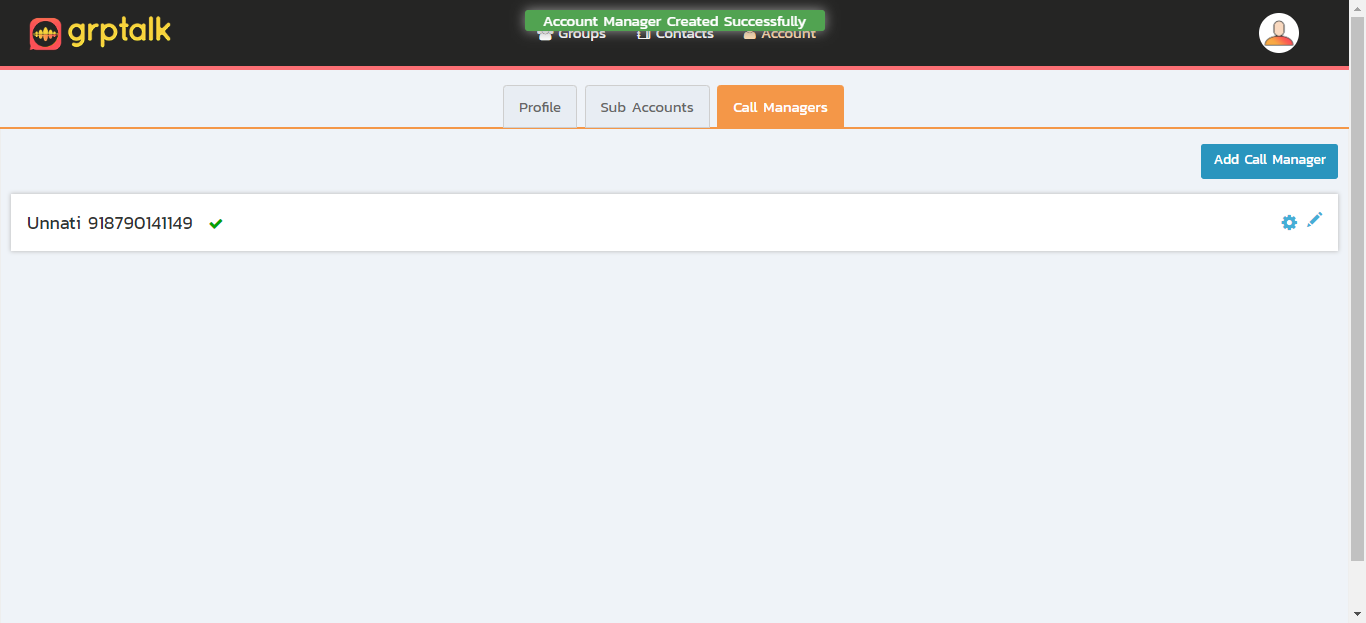 grptalk
Account Manager Created Successfully
Groups Contacts Account
Profile Sub Accounts Call Managers
Add Call Manager
Unnati 918790141149